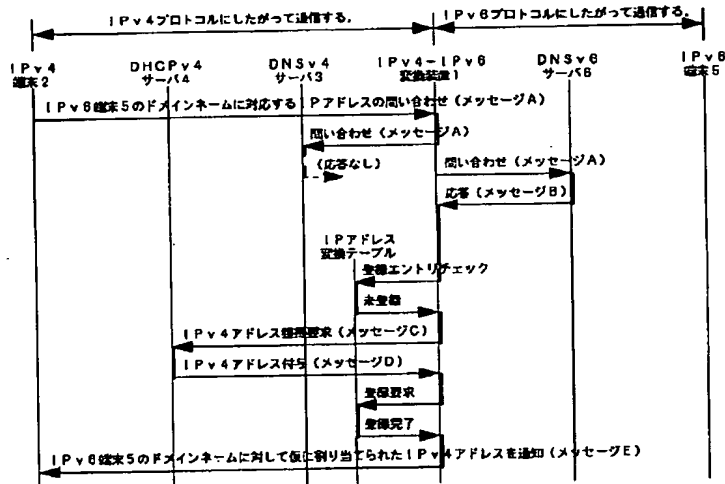 IPv4プロトコルにしたがって通信する。
IPv6プロトコルにしたがって通信する。
IPv4
端末2
DHCPv4
サーバ4
DNSv4
サーバ3
IPv4-IPv6
変換装置1
DNSv6
サーバ6
IPv6
端末5
IPv6端末5のドメインネームに対応するIPアドレスの問い合わせ(メッセージA)
問い合わせ(メッセージA)
(応答なし)
問い合わせ(メッセージA)
応答(メッセージB)
IPアドレス
変換テーブル
登録エントリチェック
未登録
IPv4アドレス獲得要求(メッセージC)
IPv4アドレス付与(メッセージD)
登録要求
登録完了
IPv6端末5のドメインネームに対して仮に割り当てられたIPv4アドレスを通知(メッセージE)